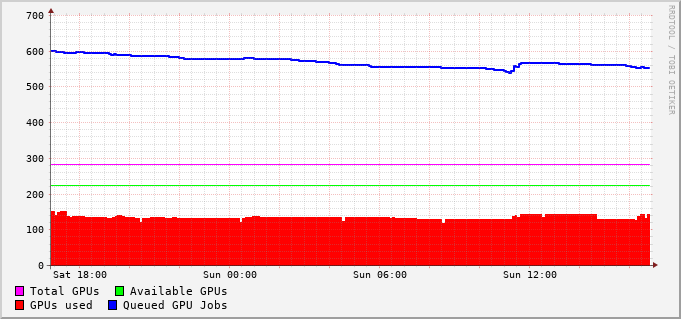 700
600
500
400
300
200
100
0
Sat 18:00 Sun 00:00 Sun 06:00 Sun 12:00
Total GPUs Available GPUs
GPUs used Queued GPU Jobs
RRDTOOL / TOBI OETIKER